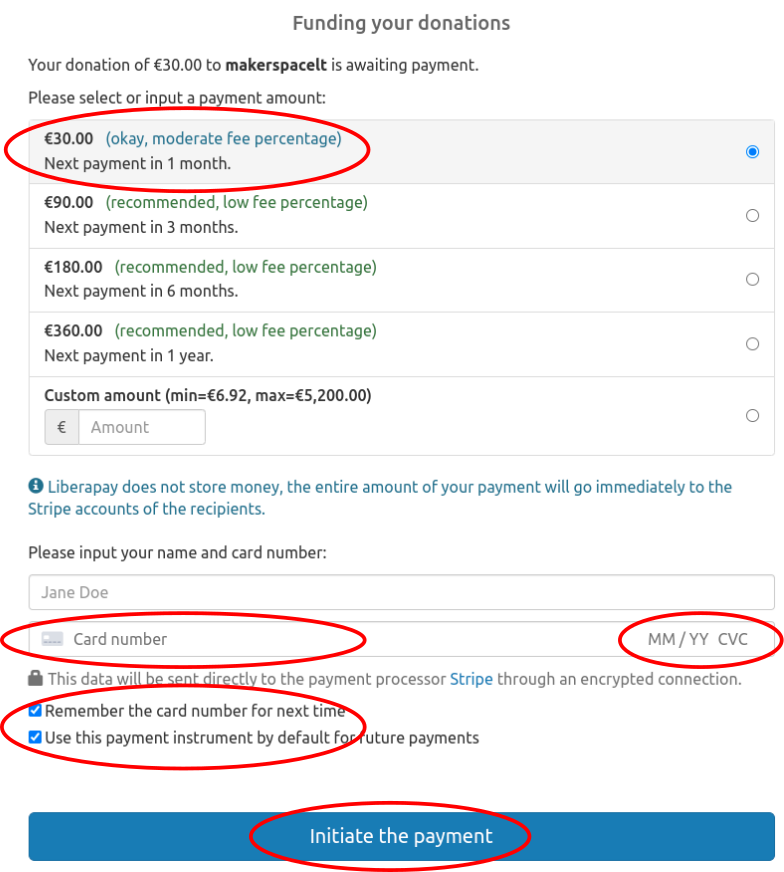 Funding your donations
Your donation of €30.00 to makerspacelt is awaiting payment.
Please select or input a payment amount:
€30.00 (okay, moderate fee percentage)
Next payment in 1 month.
€90.00 (recommended, low fee percentage)
Next payment in 3 months.
€180.00 (recommended, low fee percentage)
Next payment in 6 months.
€360.00 (recommended, low fee percentage)
Next payment in 1 year.
Custom amount (min=€6.92, max=€5,200.00)
€ Amount
Liberapay does not store money, the entire amount of your payment will go immediately to the
Stripe accounts of the recipients.
Please input your name and card number:
Jane Doe
Card number MM / YY CVC
This data will be sent directly to the payment processor Stripe through an encrypted connection.
Remember the card number for next time
Use this payment instrument by default for future payments
Initiate the payment